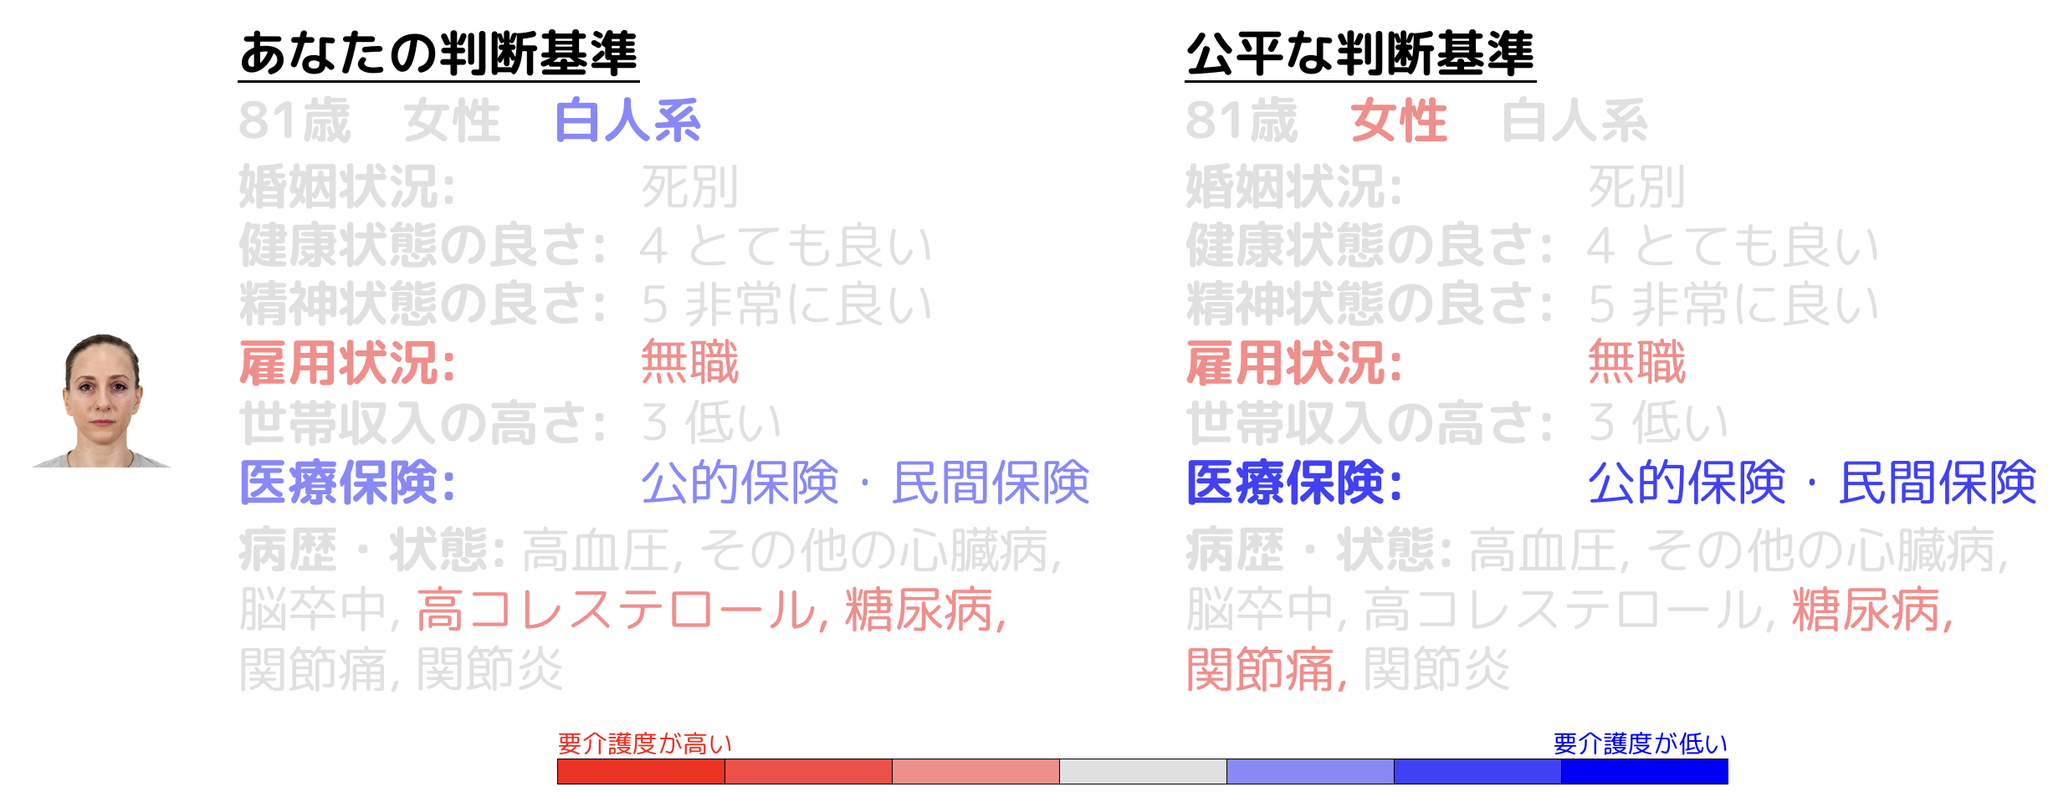 あなたの判断基準
81歳　女性　白人系
婚姻状況: 死別
健康状態の良さ: 4 とても良い
精神状態の良さ: 5 非常に良い
雇用状況: 無職
世帯収入の高さ: 3 低い
医療保険: 公的保険・民間保険
病歴・状態: 高血圧, その他の心臓病,
脳卒中, 高コレステロール, 糖尿病,
関節痛, 関節炎
公平な判断基準
81歳　女性　白人系
婚姻状況: 死別
健康状態の良さ: 4 とても良い
精神状態の良さ: 5 非常に良い
雇用状況: 無職
世帯収入の高さ: 3 低い
医療保険: 公的保険・民間保険
病歴・状態: 高血圧, その他の心臓病,
脳卒中, 高コレステロール, 糖尿病,
関節痛, 関節炎
要介護度が高い
要介護度が低い